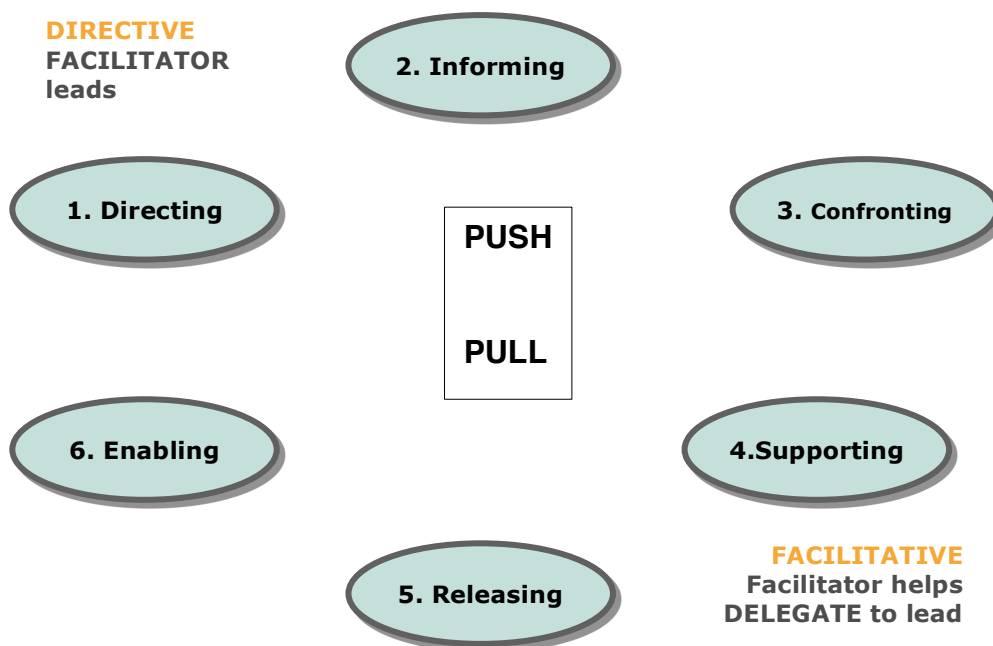 DIRECTIVE
FACILITATOR
leads
2. Informing
1. Directing
3. Confronting
PUSH
PULL
6. Enabling
4.Supporting
5. Releasing
FACILITATIVE
Facilitator helps
DELEGATE to lead